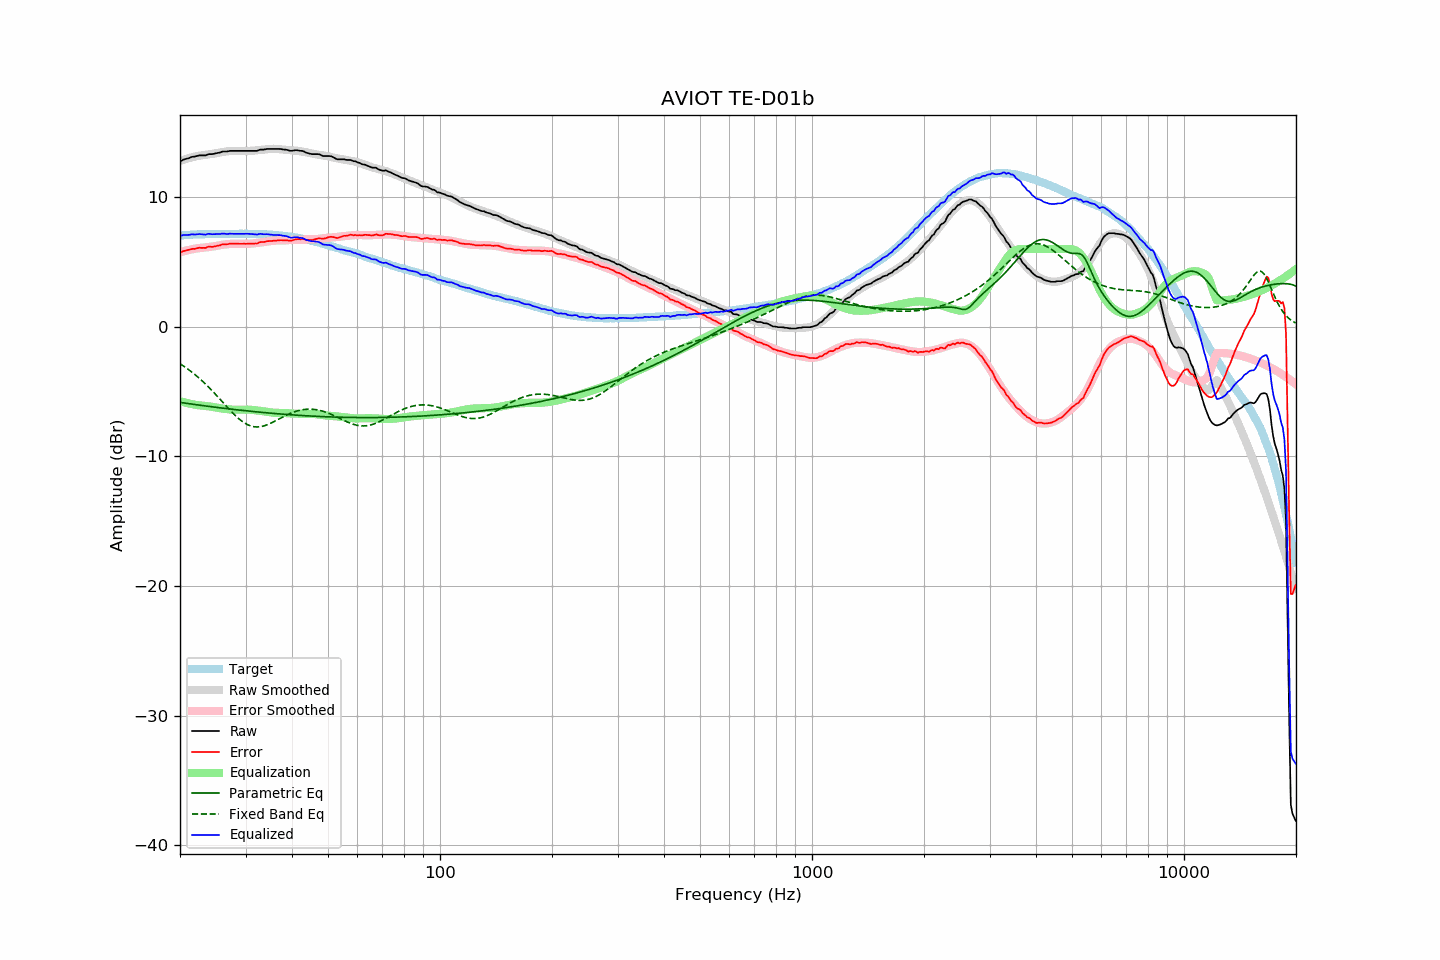 AVIOT TE-D01b
Amplitude (dBr)
10
0
−10
−20
−30
−40
Target
Raw Smoothed
Error Smoothed
Raw
Error
Equalization
Parametric Eq
Fixed Band Eq
Equalized
100
1000
10000
Frequency (Hz)